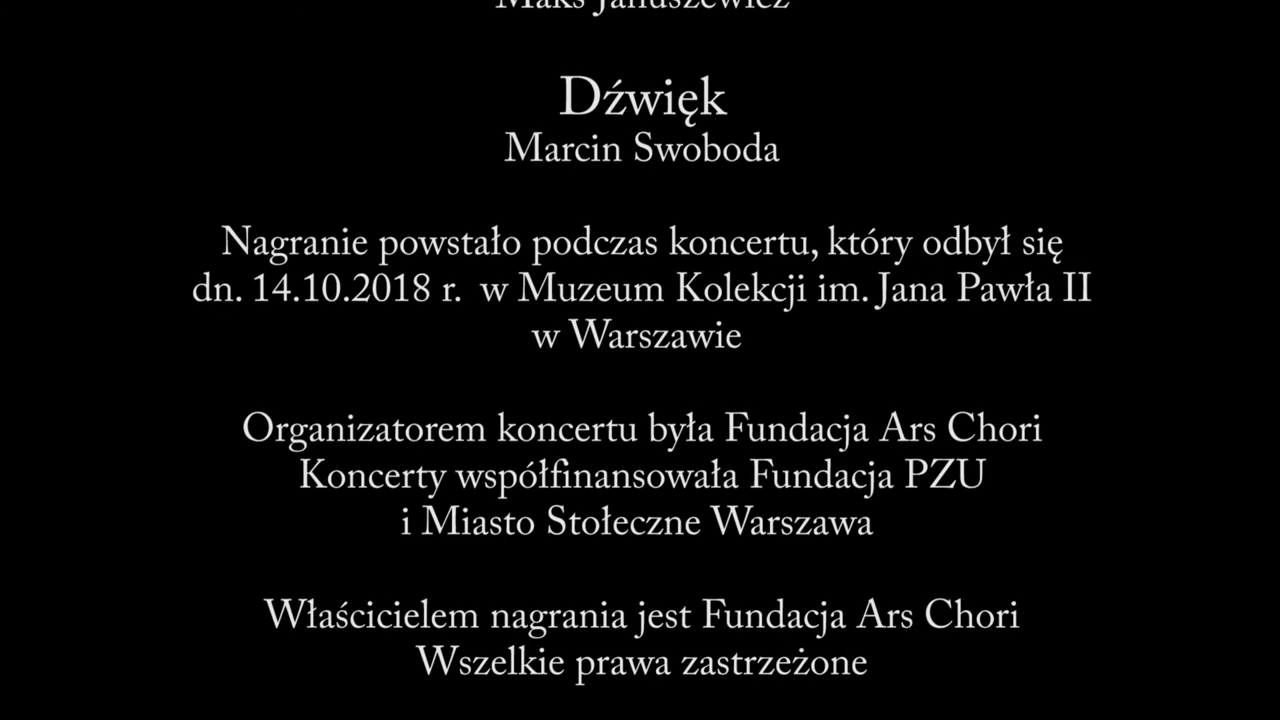 Maks Januszewicz
Dźwięk
Marcin Swoboda
Nagranie powstało podczas koncertu, który odbył się
dn. 14.10.2018 r.  w Muzeum Kolekcji im. Jana Pawła II
w Warszawie
Organizatorem koncertu była Fundacja Ars Chori
Koncerty współfinansowała Fundacja PZU
i Miasto Stołeczne Warszawa
Właścicielem nagrania jest Fundacja Ars Chori
Wszelkie prawa zastrzeżone